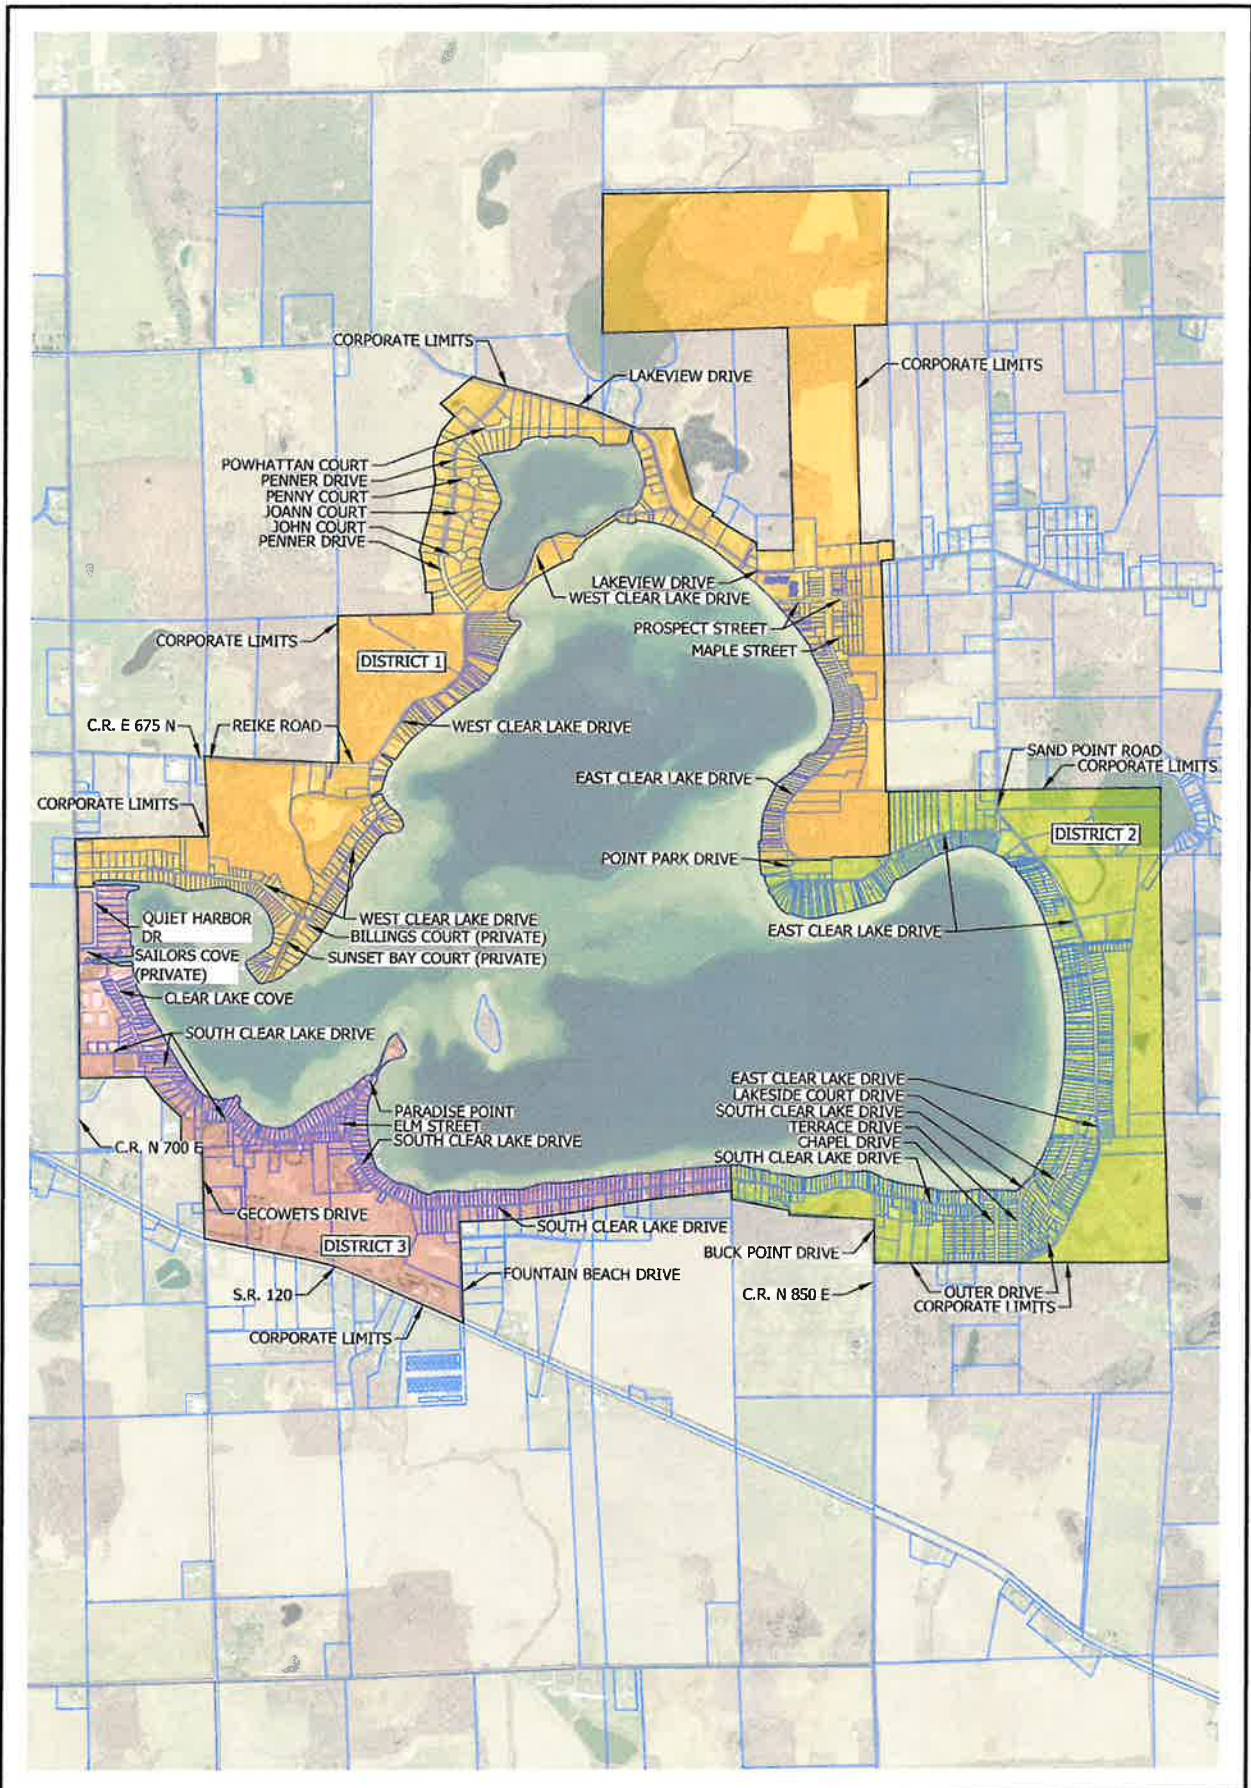 CORPORATE LIMITS
LAKEVIEW DRIVE
CORPORATE LIMITS
POWHATTAN COURT
PENNER DRIVE
PENNY COURT
JOANN COURT
JOHN COURT
PENNER DRIVE
LAKEVIEW DRIVE
WEST CLEAR LAKE DRIVE
PROSPECT STREET
MAPLE STREET
CORPORATE LIMITS
DISTRICT 1
C.R. E 675 N
REIKE ROAD
WEST CLEAR LAKE DRIVE
SAND POINT ROAD
CORPORATE LIMITS
EAST CLEAR LAKE DRIVE
CORPORATE LIMITS
DISTRICT 2
POINT PARK DRIVE
QUIET HARBOR
DR
WEST CLEAR LAKE DRIVE
BILLINGS COURT (PRIVATE)
SUNSET BAY COURT (PRIVATE)
EAST CLEAR LAKE DRIVE
SAILORS COVE
(PRIVATE)
CLEAR LAKE COVE
SOUTH CLEAR LAKE DRIVE
EAST CLEAR LAKE DRIVE
LAKESIDE COURT DRIVE
SOUTH CLEAR LAKE DRIVE
TERRACE DRIVE
CHAPEL DRIVE
SOUTH CLEAR LAKE DRIVE
PARADISE POINT
ELM STREET
SOUTH CLEAR LAKE DRIVE
C.R. N 700 E
GECOWETS DRIVE
SOUTH CLEAR LAKE DRIVE
DISTRICT 3
BUCK POINT DRIVE
FOUNTAIN BEACH DRIVE
S.R. 120
C.R. N 850 E
OUTER DRIVE
CORPORATE LIMITS
CORPORATE LIMITS